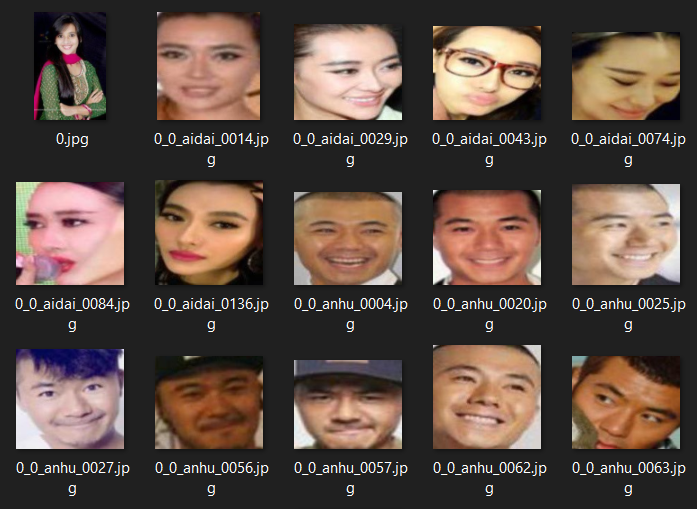 0.jpg
0_0_aidai_0014.jp
g
0_0_aidai_0029.jp
g
0_0_aidai_0043.jp
g
0_0_aidai_0074.jp
g
0_0_aidai_0084.jp
g
0_0_aidai_0136.jp
g
0_0_anhu_0004.jp
g
0_0_anhu_0020.jp
g
0_0_anhu_0025.jp
g
0_0_anhu_0027.jp
g
0_0_anhu_0056.jp
g
0_0_anhu_0057.jp
g
0_0_anhu_0062.jp
g
0_0_anhu_0063.jp
g